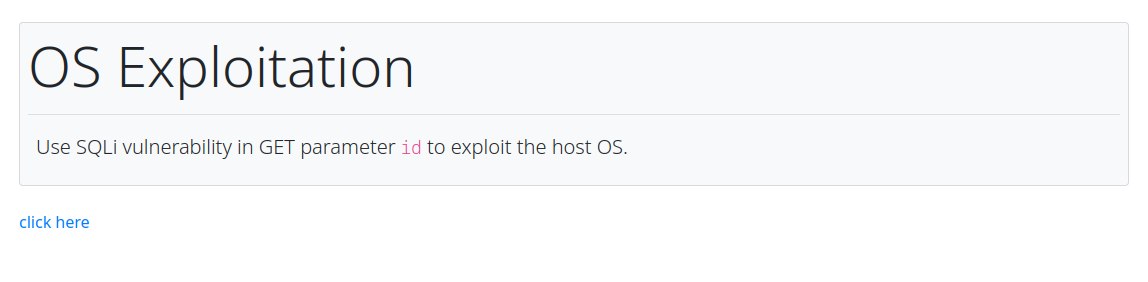 OS Exploitation
Use SQLi vulnerability in GET parameter id to exploit the host OS.
click here